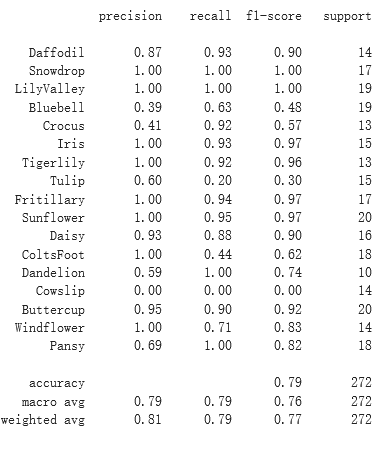 precision recall f1-score support
Daffodil 0.87 0.93 0.90 14
Snowdrop 1.00 1.00 1.00 17
LilyValley 1.00 1.00 1.00 19
Bluebell 0.39 0.63 0.48 19
Crocus 0.41 0.92 0.57 13
Iris 1.00 0.93 0.97 15
Tigerlily 1.00 0.92 0.96 13
Tulip 0.60 0.20 0.30 15
Fritillary 1.00 0.94 0.97 17
Sunflower 1.00 0.95 0.97 20
Daisy 0.93 0.88 0.90 16
ColtsFoot 1.00 0.44 0.62 18
Dandelion 0.59 1.00 0.74 10
Cowslip 0.00 0.00 0.00 14
Buttercup 0.95 0.90 0.92 20
Windflower 1.00 0.71 0.83 14
Pansy 0.69 1.00 0.82 18
accuracy 0.79 272
macro avg 0.79 0.79 0.76 272
weighted avg 0.81 0.79 0.77 272